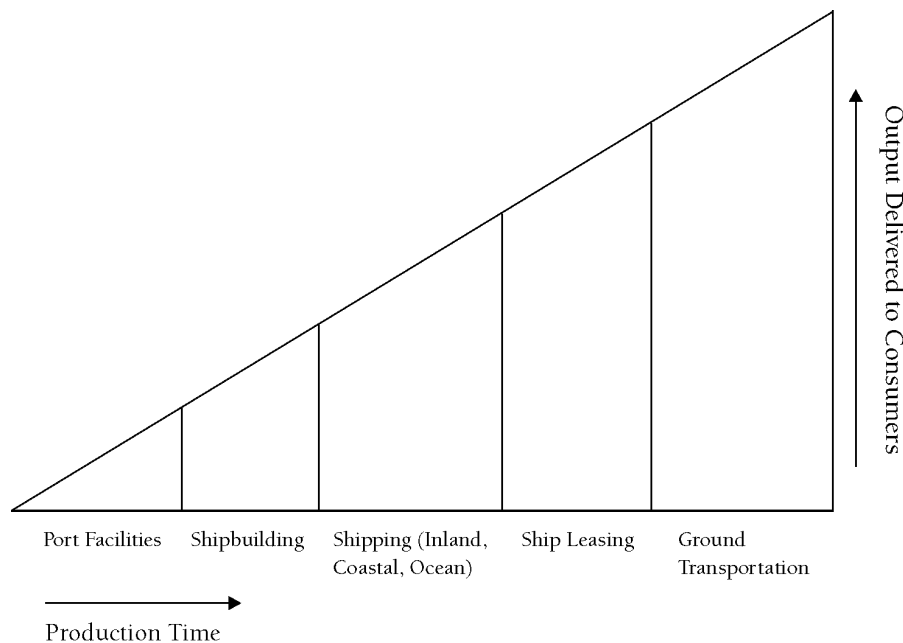 Output Delivered to Consumers
Port Facilities
Shipbuilding
Shipping (Inland,
Coastal, Ocean)
Ship Leasing
Ground
Transportation
Production Time